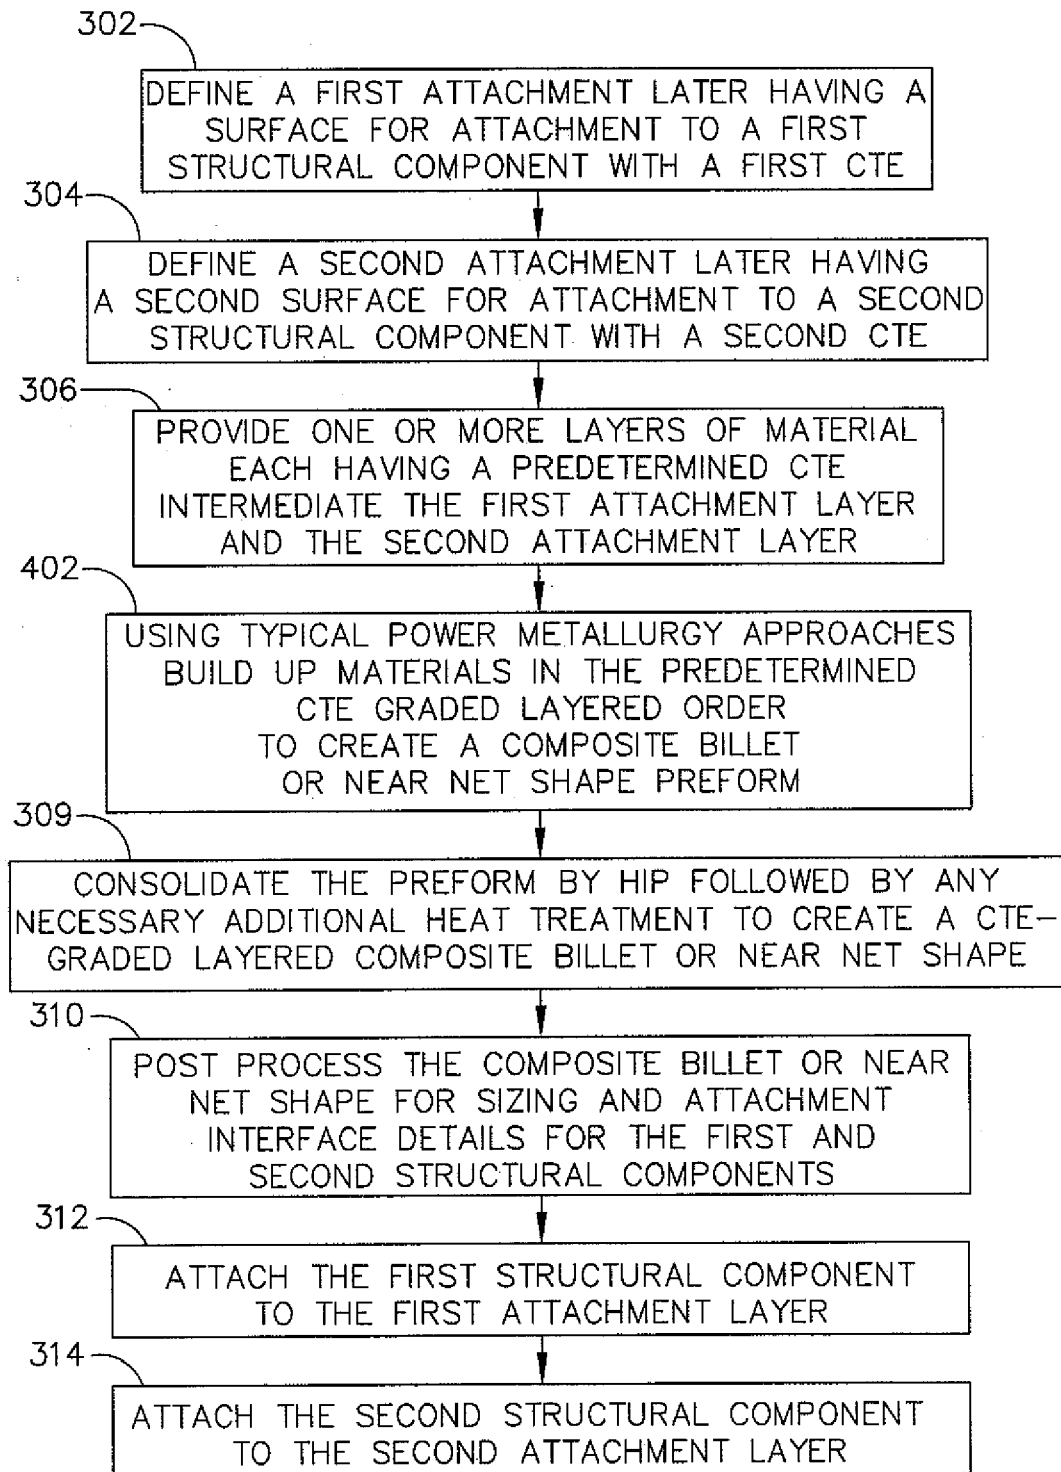 302
DEFINE A FIRST ATTACHMENT LATER HAVING A
SURFACE FOR ATTACHMENT TO A FIRST
STRUCTURAL COMPONENT WITH A FIRST CTE
304
DEFINE A SECOND ATTACHMENT LATER HAVING
A SECOND SURFACE FOR ATTACHMENT TO A SECOND
STRUCTURAL COMPONENT WITH A SECOND CTE
306
PROVIDE ONE OR MORE LAYERS OF MATERIAL
EACH HAVING A PREDETERMINED CTE
INTERMEDIATE THE FIRST ATTACHMENT LAYER
AND THE SECOND ATTACHMENT LAYER
402
USING TYPICAL POWER METALLURGY APPROACHES
BUILD UP MATERIALS IN THE PREDETERMINED
CTE GRADED LAYERED ORDER
TO CREATE A COMPOSITE BILLET
OR NEAR NET SHAPE PREFORM
309
CONSOLIDATE THE PREFORM BY HIP FOLLOWED BY ANY
NECESSARY ADDITIONAL HEAT TREATMENT TO CREATE A CTE-
GRADED LAYERED COMPOSITE BILLET OR NEAR NET SHAPE
310
POST PROCESS THE COMPOSITE BILLET OR NEAR
NET SHAPE FOR SIZING AND ATTACHMENT
INTERFACE DETAILS FOR THE FIRST AND
SECOND STRUCTURAL COMPONENTS
312
ATTACH THE FIRST STRUCTURAL COMPONENT
TO THE FIRST ATTACHMENT LAYER
314
ATTACH THE SECOND STRUCTURAL COMPONENT
TO THE SECOND ATTACHMENT LAYER